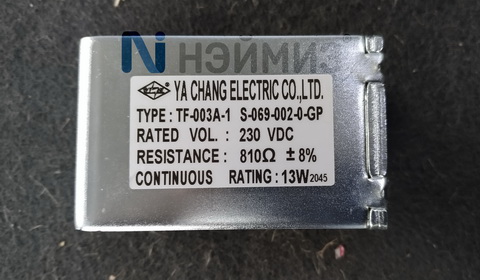 НЭЙМИС
YA CHANG ELECTRIC CO.,LTD.
TYPE : TF-003A-1 S-069-002-0-GP
RATED VOL. : 230 VDC
RESISTANCE : 810Ω ±8%
CONTINUOUS RATING : 13W 2045